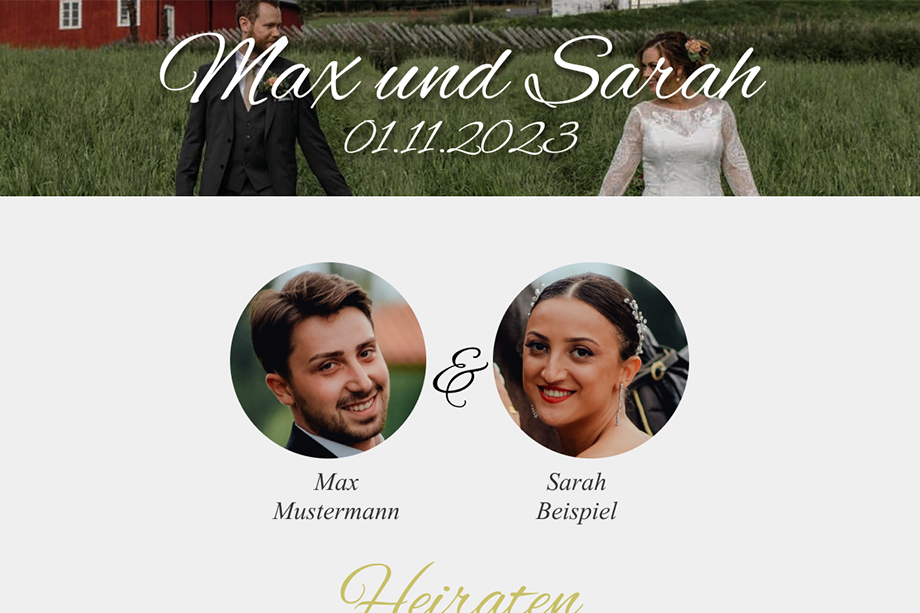 Max und Sarah
01.11.2023
&
Max
Mustermann
Sarah
Beispiel
Heiraten